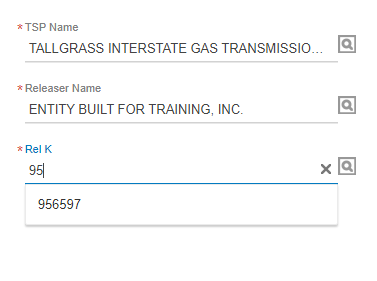 * TSP Name
TALLGRASS INTERSTATE GAS TRANSMISSIO...
* Releaser Name
ENTITY BUILT FOR TRAINING, INC.
* Rel K
95
956597